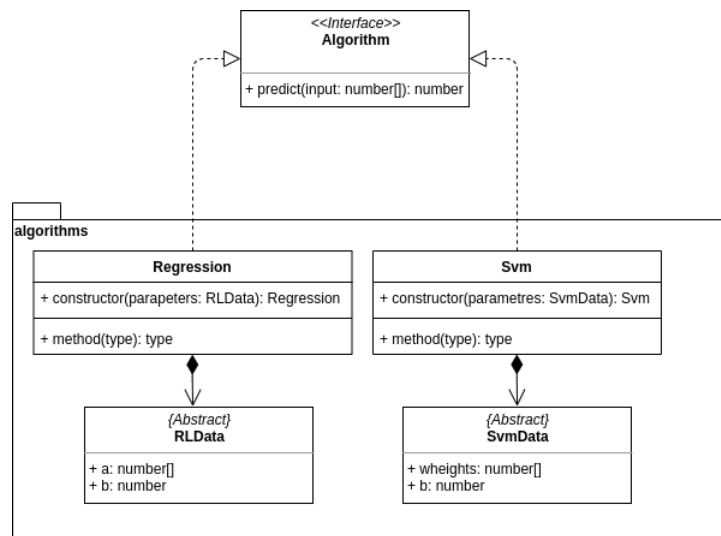 <<Interface>>
Algorithm
+ predict(input: number[]): number
algorithms
Regression
+ constructor(parapeters: RLData): Regression
+ method(type): type
Svm
+ constructor(parametres: SvmData): Svm
+ method(type): type
{Abstract}
RLData
+ a: number[]
+ b: number
{Abstract}
SvmData
+ wheights: number[]
+ b: number